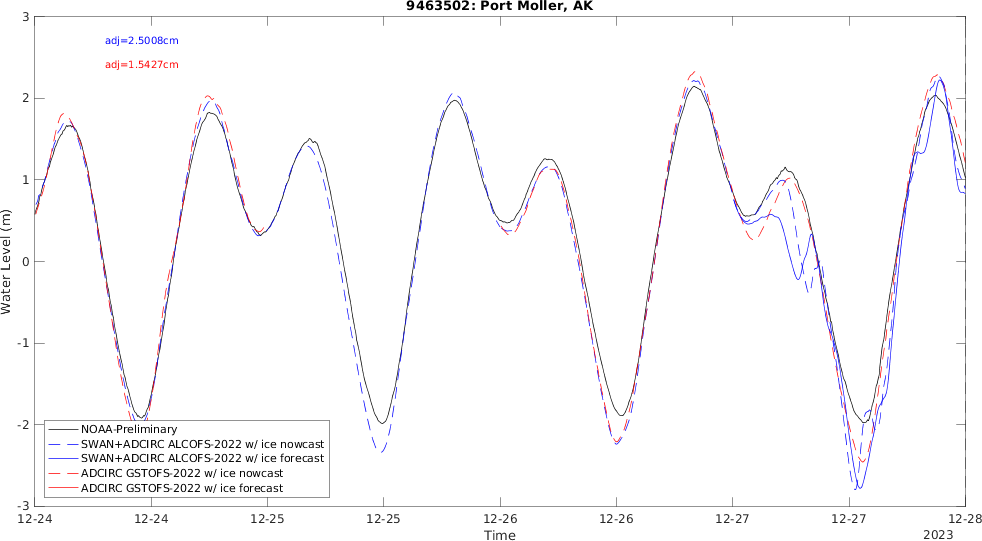 9463502: Port Moller, AK
3
adj=2.5008cm
adj=1.5427cm
2
1
0
-1
-2
-3
Water Level (m)
NOAA-Preliminary
SWAN+ADCIRC ALCOFS-2022 w/ ice nowcast
SWAN+ADCIRC ALCOFS-2022 w/ ice forecast
ADCIRC GSTOFS-2022 w/ ice nowcast
ADCIRC GSTOFS-2022 w/ ice forecast
12-24 12-24 12-25 12-25 12-26 12-26 12-27 12-27 12-28
Time
2023